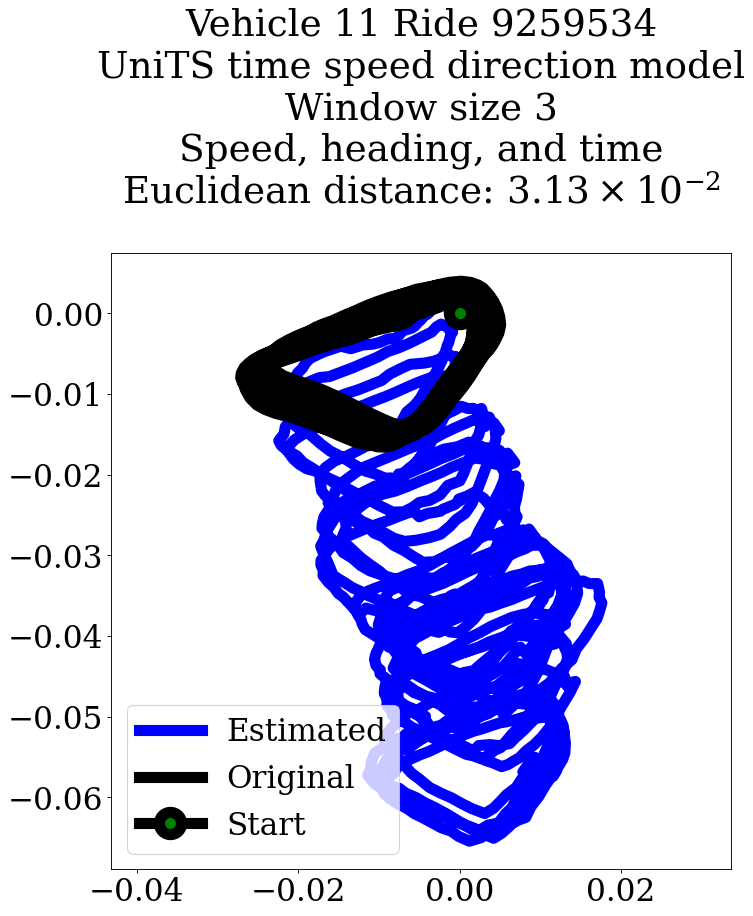 Vehicle 11 Ride 9259534
UniTS time speed direction model
Window size 3
Speed, heading, and time
Euclidean distance: 3.13 × 10⁻²
0.00
−0.01
−0.02
−0.03
−0.04
−0.05
−0.06
Estimated
Original
Start
−0.04
−0.02
0.00
0.02